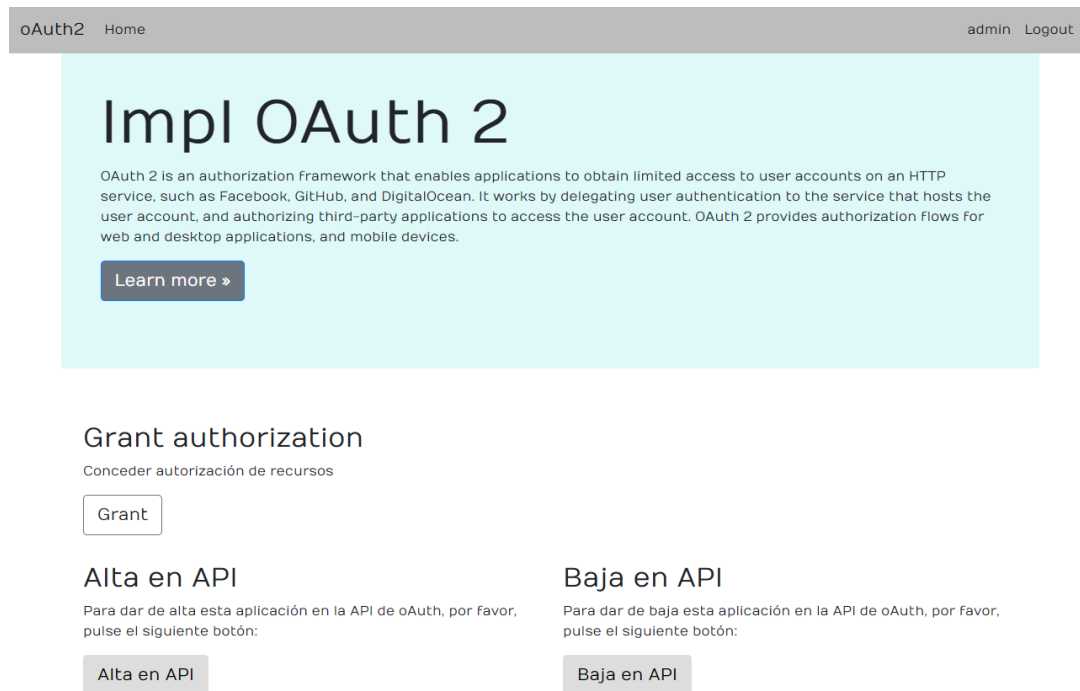 oAuth2 Home admin Logout
Impl OAuth 2
OAuth 2 is an authorization framework that enables applications to obtain limited access to user accounts on an HTTP
service, such as Facebook, GitHub, and DigitalOcean. It works by delegating user authentication to the service that hosts the
user account, and authorizing third-party applications to access the user account. OAuth 2 provides authorization flows for
web and desktop applications, and mobile devices.
Learn more »
Grant authorization
Conceder autorización de recursos
Grant
Alta en API
Para dar de alta esta aplicación en la API de oAuth, por favor,
pulse el siguiente botón:
Alta en API
Baja en API
Para dar de baja esta aplicación en la API de oAuth, por favor,
pulse el siguiente botón:
Baja en API